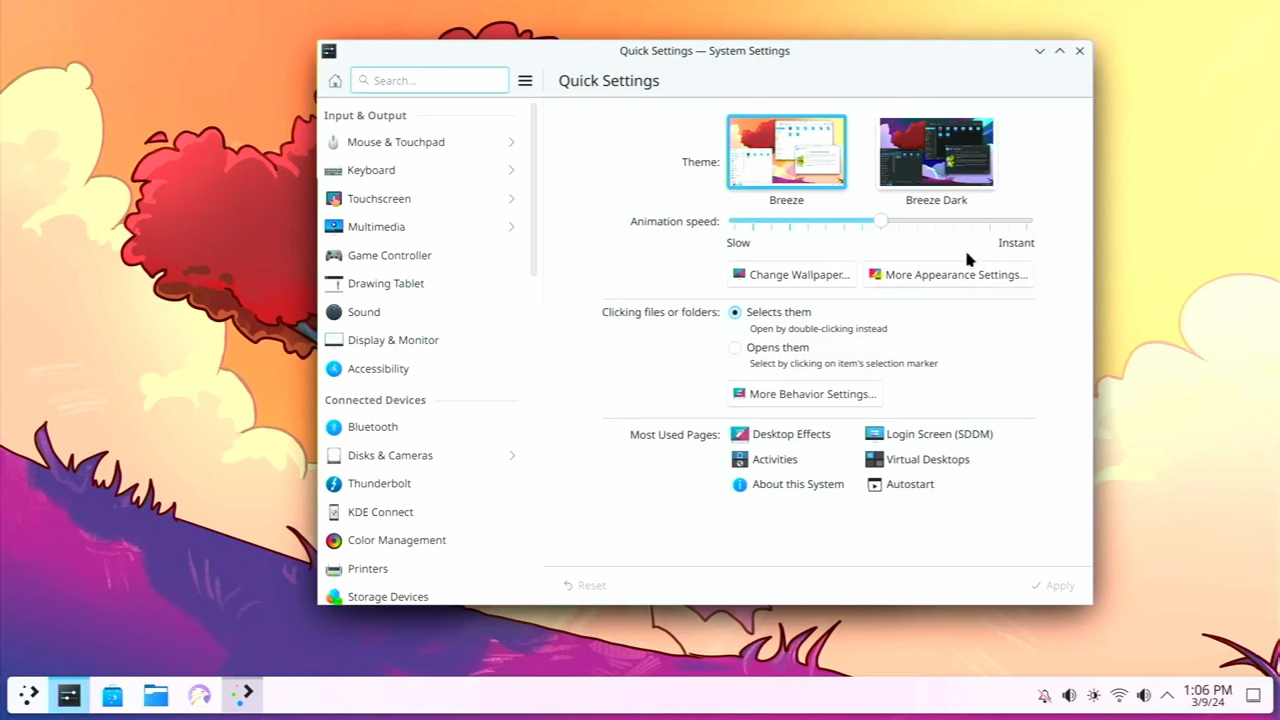 Quick Settings — System Settings
Search...
Quick Settings
Input & Output
Mouse & Touchpad
Keyboard
Touchscreen
Multimedia
Game Controller
Drawing Tablet
Sound
Display & Monitor
Accessibility
Connected Devices
Bluetooth
Disks & Cameras
Thunderbolt
KDE Connect
Color Management
Printers
Storage Devices
Theme:
Breeze
Breeze Dark
Animation speed:
Slow
Instant
Change Wallpaper...
More Appearance Settings...
Clicking files or folders:
Selects them
Open by double-clicking instead
Opens them
Select by clicking on item's selection marker
More Behavior Settings...
Most Used Pages:
Desktop Effects
Login Screen (SDDM)
Activities
Virtual Desktops
About this System
Autostart
Reset
Apply
1:06 PM
3/9/24